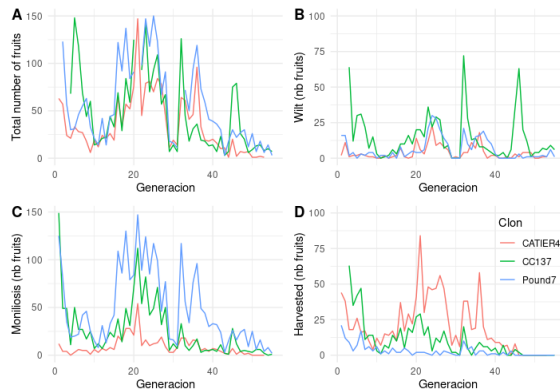 A
Total number of fruits
150
100
50
0
0 20 40
Generacion
B
Wilt (nb fruits)
100
75
50
25
0
0 20 40
Generacion
C
Moniliosis (nb fruits)
150
100
50
0
0 20 40
Generacion
D
Harvested (nb fruits)
100
75
50
25
0
0 20 40
Generacion
Clon
CATIER4
CC137
Pound7